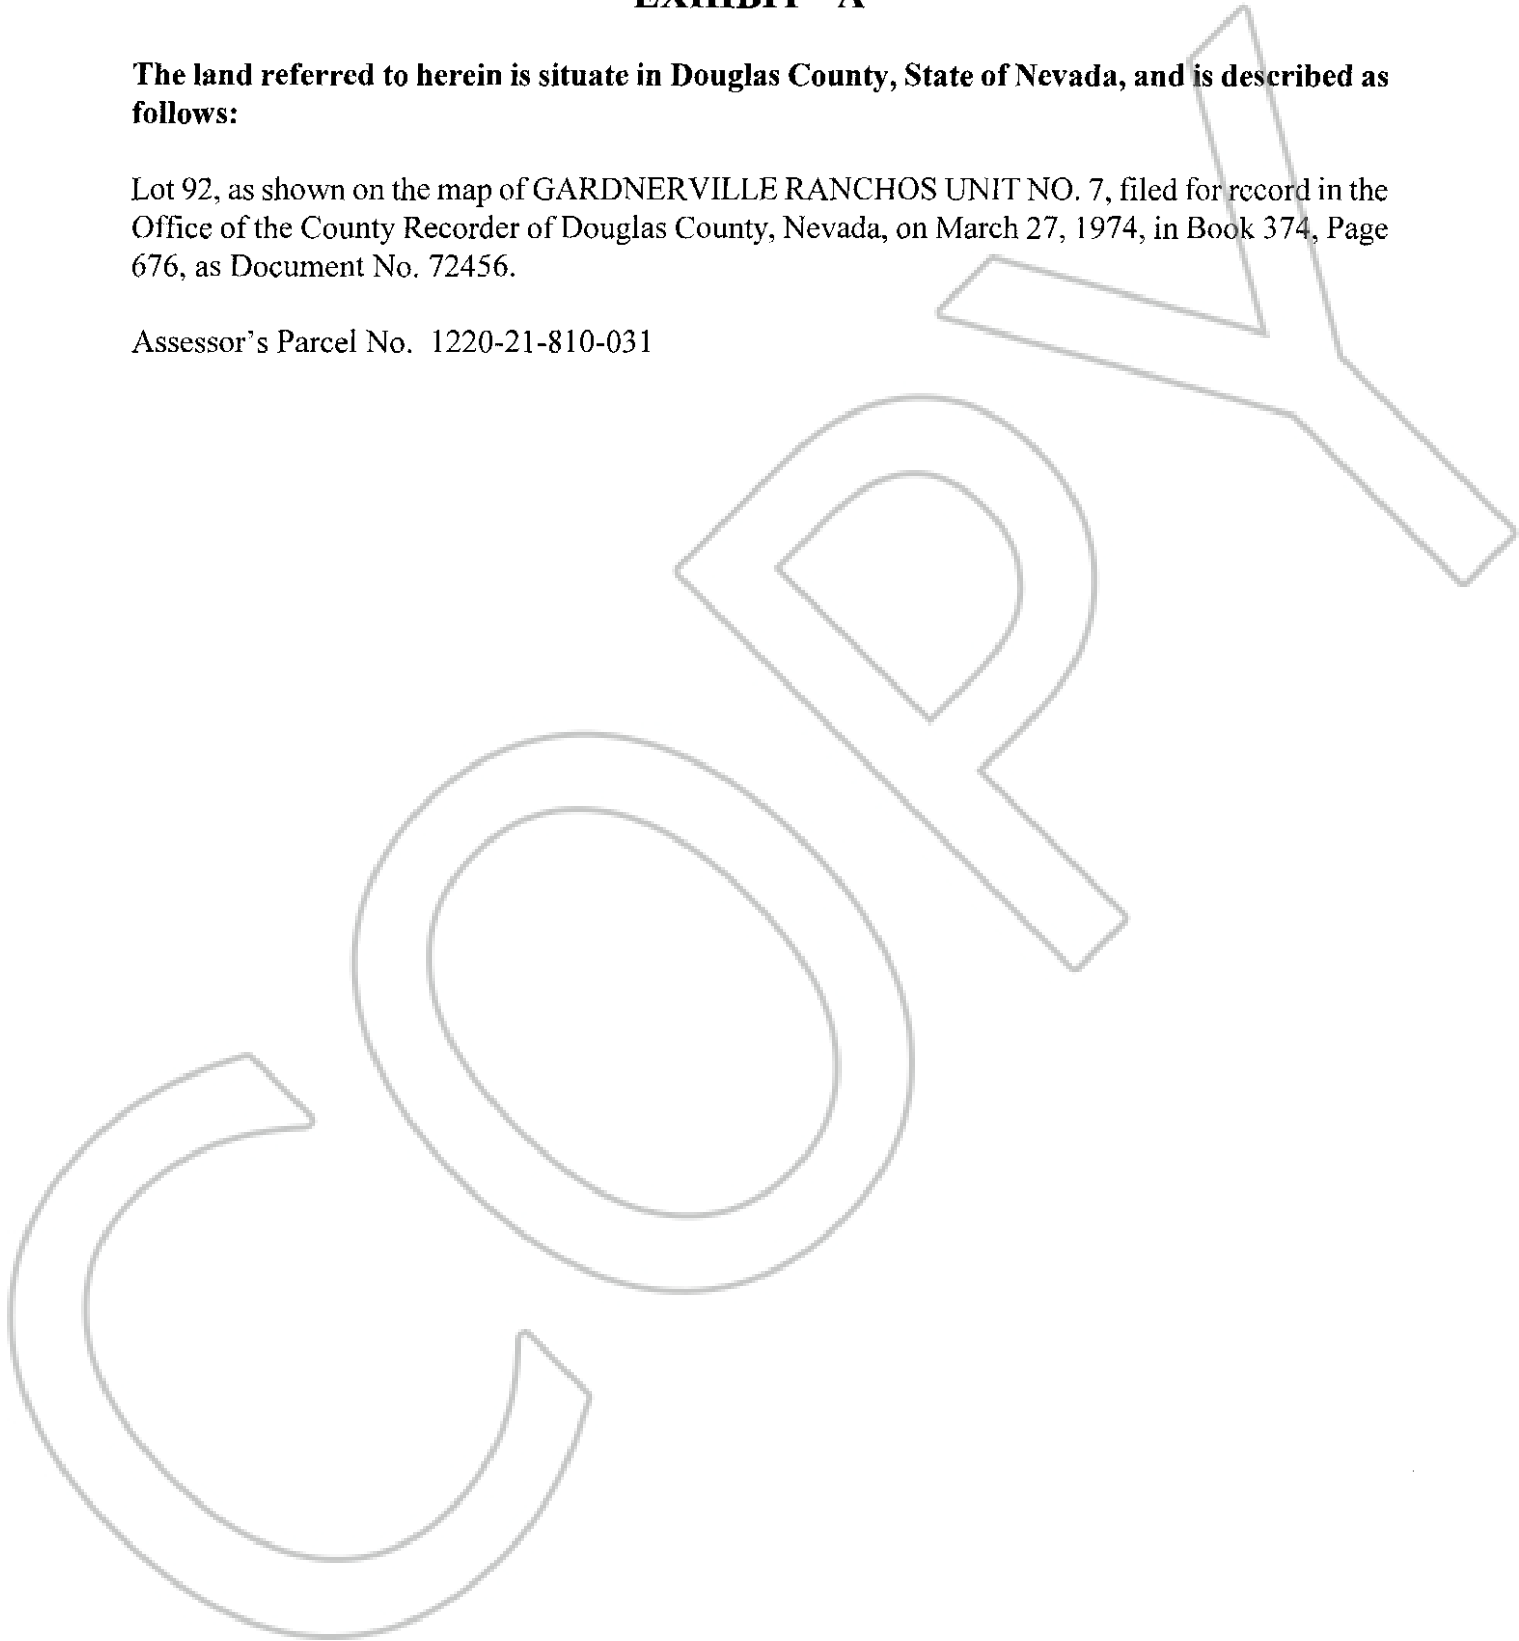 EXHIBIT "A"
The land referred to herein is situate in Douglas County, State of Nevada, and is described as
follows:
Lot 92, as shown on the map of GARDNERVILLE RANCHOS UNIT NO. 7, filed for record in the
Office of the County Recorder of Douglas County, Nevada, on March 27, 1974, in Book 374, Page
676, as Document No. 72456.
Assessor's Parcel No. 1220-21-810-031
COPY